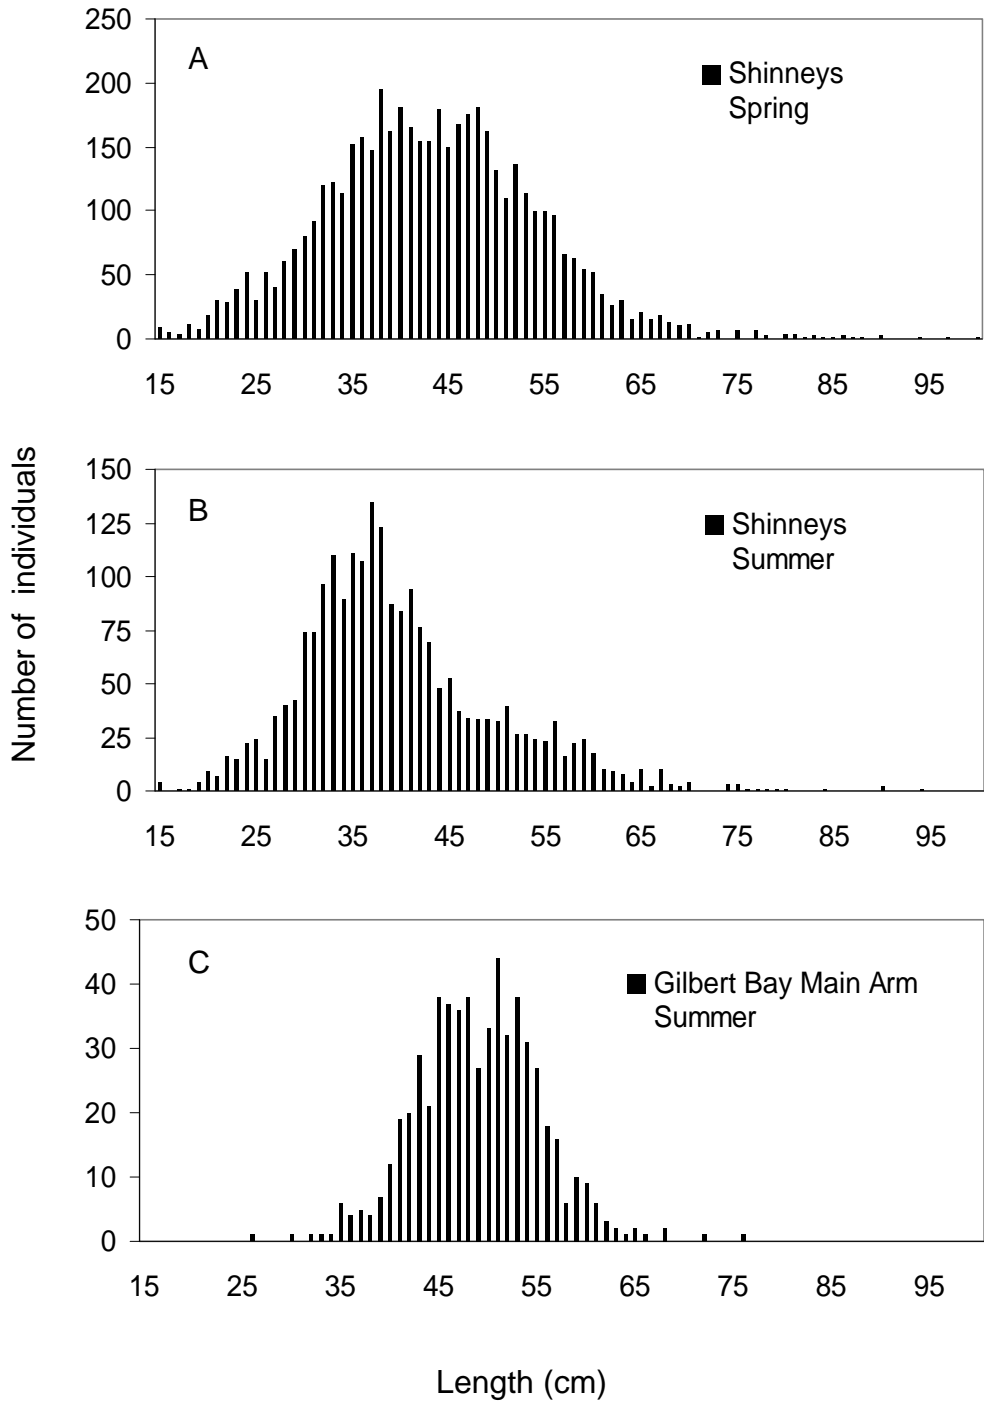 250
A
Shinneys
Spring
200
150
100
50
0
15 25 35 45 55 65 75 85 95
Number of individuals
150
B
Shinneys
Summer
125
100
75
50
25
0
15 25 35 45 55 65 75 85 95
50
C
Gilbert Bay Main Arm
Summer
40
30
20
10
0
15 25 35 45 55 65 75 85 95
Length (cm)